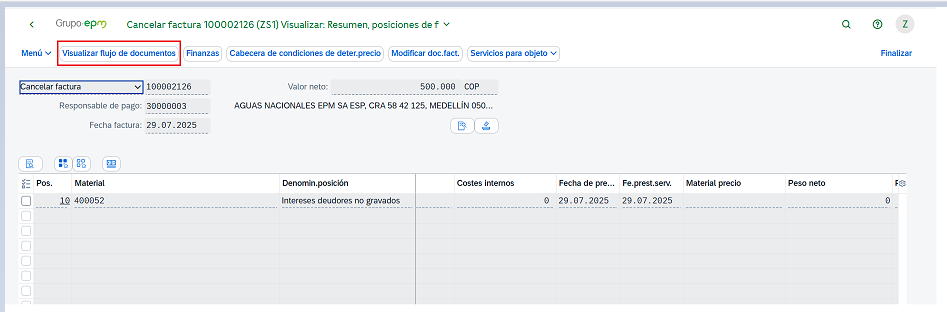 Grupo·epm Cancelar factura 100002126 (ZS1) Visualizar: Resumen, posiciones de f Z
Menú Visualizar flujo de documentos Finanzas Cabecera de condiciones de deter.precio Modificar doc.fact. Servicios para objeto Finalizar
Cancelar factura 100002126 Valor neto: 500.000 COP
Responsable de pago: 30000003 AGUAS NACIONALES EPM SA ESP, CRA 58 42 125, MEDELLÍN 050...
Fecha factura: 29.07.2025
Pos. Material Denomin.posición Costes internos Fecha de pre... Fe.prest.serv. Material precio Peso neto
10 400052 Intereses deudores no gravados 0 29.07.2025 29.07.2025 0